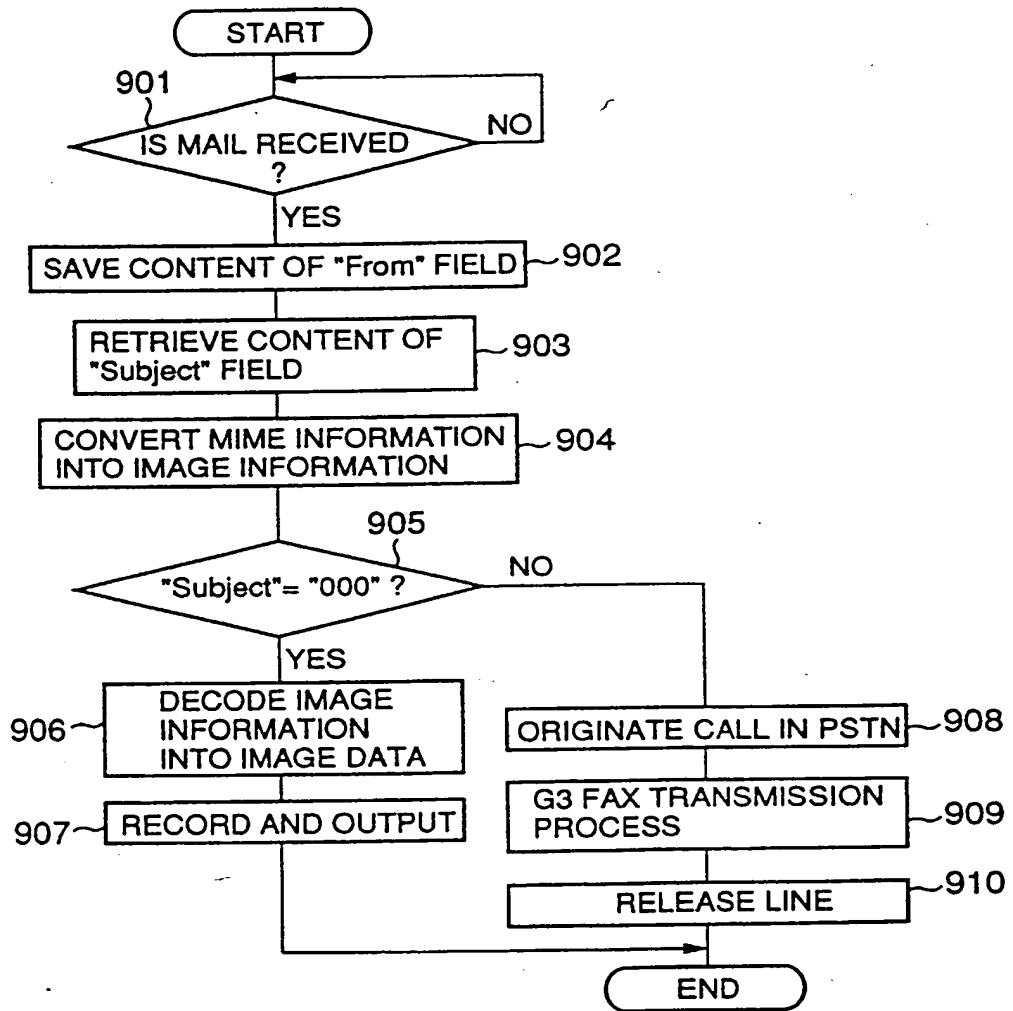 START
901
IS MAIL RECEIVED
?
NO
YES
SAVE CONTENT OF "From" FIELD
902
RETRIEVE CONTENT OF
"Subject" FIELD
903
CONVERT MIME INFORMATION
INTO IMAGE INFORMATION
904
905
"Subject"= "000" ?
NO
YES
906
DECODE IMAGE
INFORMATION
INTO IMAGE DATA
907
RECORD AND OUTPUT
ORIGINATE CALL IN PSTN
908
G3 FAX TRANSMISSION
PROCESS
909
RELEASE LINE
910
END